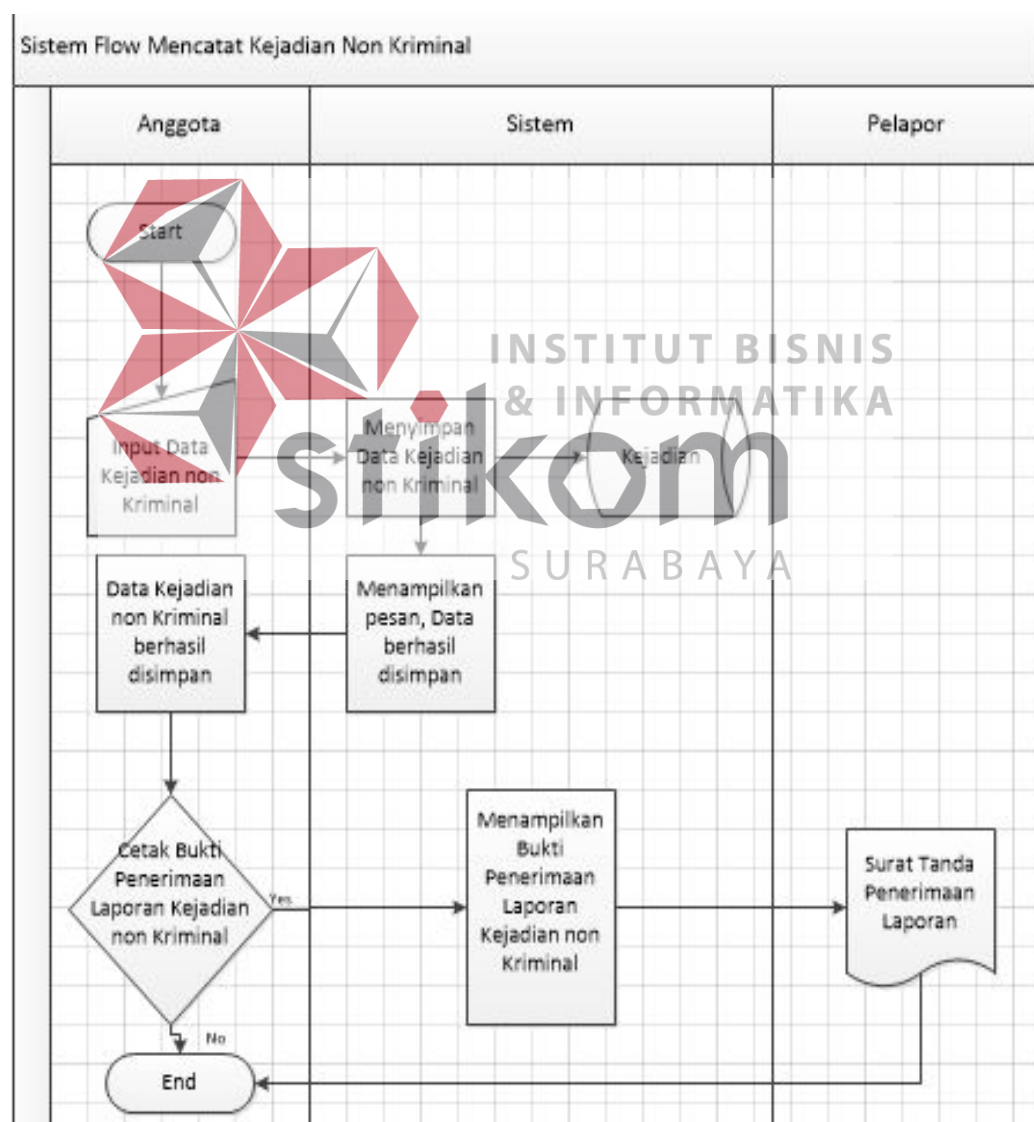 Sistem Flow Mencatat Kejadian Non Kriminal
Anggota
Sistem
Pelapor
Start
INSTITUT BISNIS
& INFORMATIKA
stikom
SURABAYA
Input Data
Kejadian non
Kriminal
Menyimpan
Data Kejadian
non Kriminal
Kejadian
Data Kejadian
non Kriminal
berhasil
disimpan
Menampilkan
pesan, Data
berhasil
disimpan
Cetak Bukti
Penerimaan
Laporan Kejadian
non Kriminal
Yes
Menampilkan
Bukti
Penerimaan
Laporan
Kejadian non
Kriminal
Surat Tanda
Penerimaan
Laporan
No
End